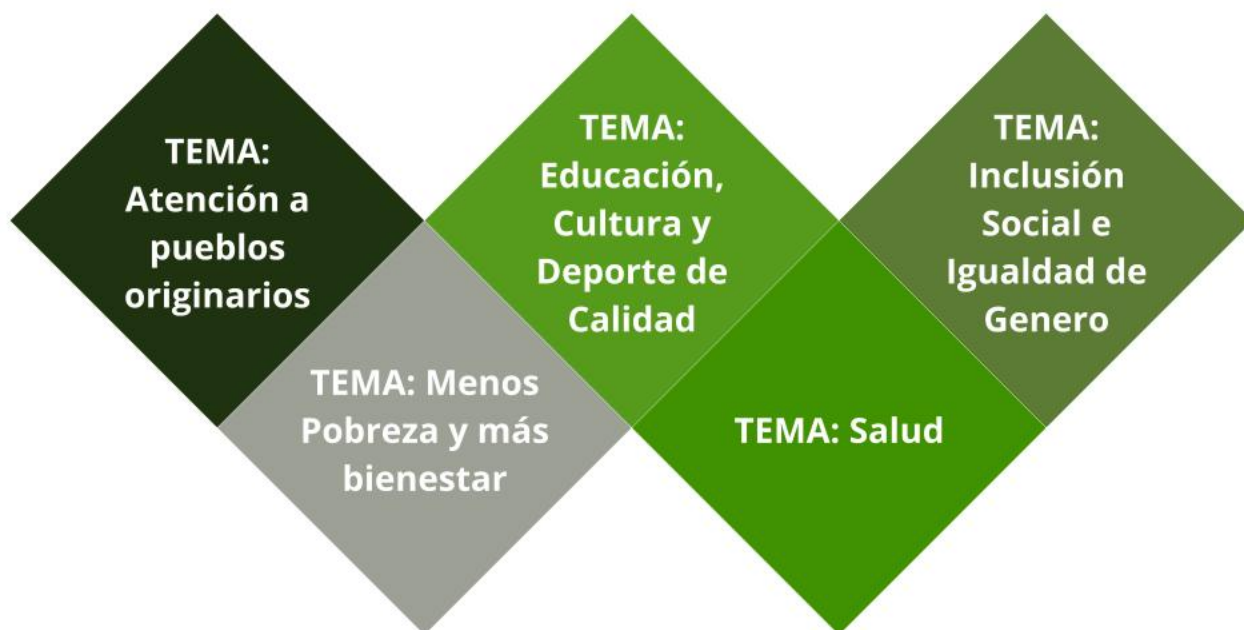 TEMA:
Atención a
pueblos
originarios
TEMA: Menos
Pobreza y más
bienestar
TEMA:
Educación,
Cultura y
Deporte de
Calidad
TEMA: Salud
TEMA:
Inclusión
Social e
Igualdad de
Genero